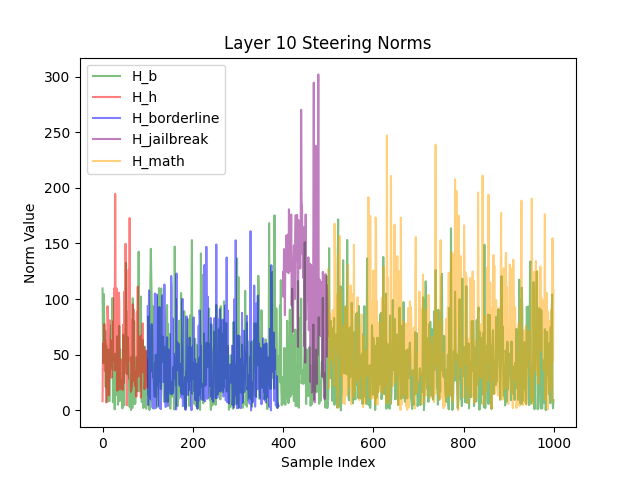 Layer 10 Steering Norms
H_b
H_h
H_borderline
H_jailbreak
H_math
Norm Value
300
250
200
150
100
50
0
0 200 400 600 800 1000
Sample Index